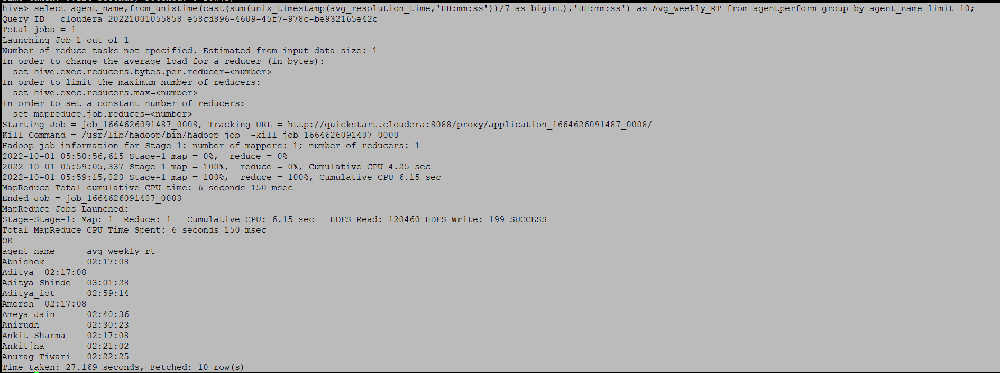 hive> select agent_name,from_unixtime(cast(sum(unix_timestamp(avg_resolution_time,'HH:mm:ss'))/7 as bigint),'HH:mm:ss') as Avg_weekly_RT from agentperform group by agent_name limit 10;
Query ID = cloudera_20221001055858_e58cd896-4609-45f7-978c-be932165e42c
Total jobs = 1
Launching Job 1 out of 1
Number of reduce tasks not specified. Estimated from input data size: 1
In order to change the average load for a reducer (in bytes):
  set hive.exec.reducers.bytes.per.reducer=<number>
In order to limit the maximum number of reducers:
  set hive.exec.reducers.max=<number>
In order to set a constant number of reducers:
  set mapreduce.job.reduces=<number>
Starting Job = job_1664626091487_0008, Tracking URL = http://quickstart.cloudera:8088/proxy/application_1664626091487_0008/
Kill Command = /usr/lib/hadoop/bin/hadoop job  -kill job_1664626091487_0008
Hadoop job information for Stage-1: number of mappers: 1; number of reducers: 1
2022-10-01 05:58:56,615 Stage-1 map = 0%,  reduce = 0%
2022-10-01 05:59:05,337 Stage-1 map = 100%,  reduce = 0%, Cumulative CPU 4.25 sec
2022-10-01 05:59:15,828 Stage-1 map = 100%,  reduce = 100%, Cumulative CPU 6.15 sec
MapReduce Total cumulative CPU time: 6 seconds 150 msec
Ended Job = job_1664626091487_0008
MapReduce Jobs Launched:
Stage-Stage-1: Map: 1  Reduce: 1   Cumulative CPU: 6.15 sec   HDFS Read: 120460 HDFS Write: 199 SUCCESS
Total MapReduce CPU Time Spent: 6 seconds 150 msec
OK
agent_name      avg_weekly_rt
Abhishek        02:17:08
Aditya  02:17:08
Aditya Shinde   03:01:28
Aditya_iot      02:59:14
Amersh  02:17:08
Ameya Jain      02:40:36
Anirudh         02:30:23
Ankit Sharma    02:17:08
Ankitjha        02:21:02
Anurag Tiwari   02:22:25
Time taken: 27.169 seconds, Fetched: 10 row(s)